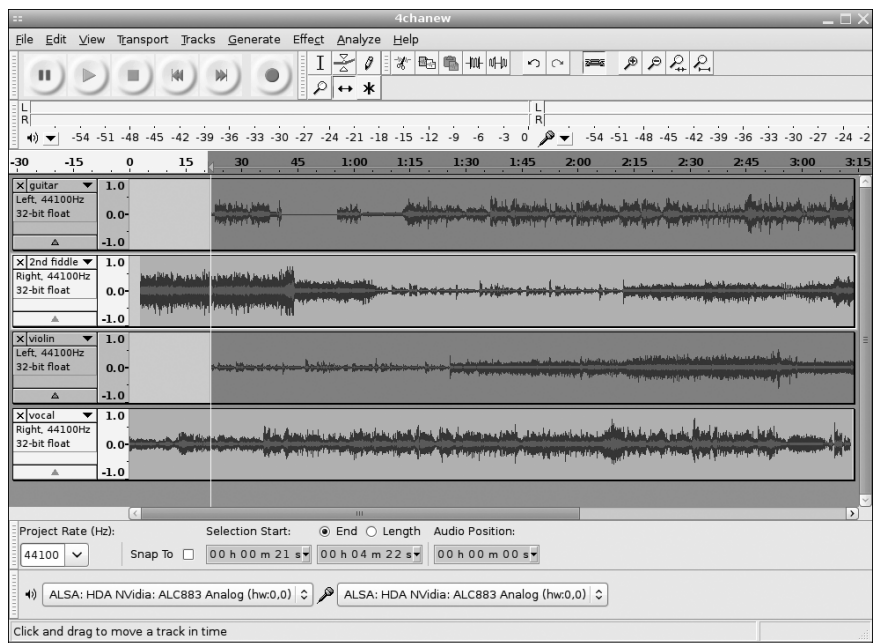 4chanew
File Edit View Transport Tracks Generate Effect Analyze Help
L
R
L
R
-54 -51 -48 -45 -42 -39 -36 -33 -30 -27 -24 -21 -18 -15 -12 -9 -6 -3 0
-54 -51 -48 -45 -42 -39 -36 -33 -30 -27 -24 -2
-30 -15 0 15 30 45 1:00 1:15 1:30 1:45 2:00 2:15 2:30 2:45 3:00 3:15
guitar
Left, 44100Hz
32-bit float
1.0
0.0
-1.0
2nd fiddle
Right, 44100Hz
32-bit float
1.0
0.0
-1.0
violin
Left, 44100Hz
32-bit float
1.0
0.0
-1.0
vocal
Right, 44100Hz
32-bit float
1.0
0.0
-1.0
Project Rate (Hz): Selection Start: End Length Audio Position:
44100 Snap To 00 h 00 m 21 s 00 h 04 m 22 s 00 h 00 m 00 s
ALSA: HDA NVidia: ALC883 Analog (hw:0,0) ALSA: HDA NVidia: ALC883 Analog (hw:0,0)
Click and drag to move a track in time